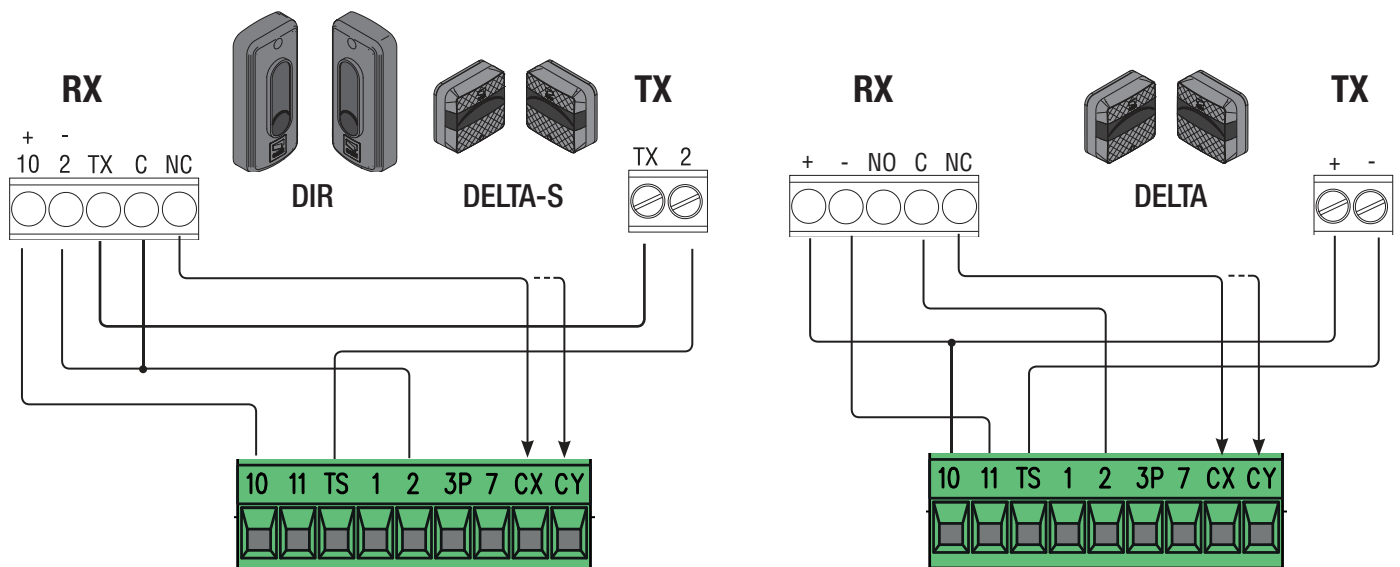 RX
+ -
10 2 TX C NC
DIR
DELTA-S
TX
TX 2
10 11 TS 1 2 3P 7 CX CY
RX
+ - NO C NC
DELTA
TX
+ -
10 11 TS 1 2 3P 7 CX CY